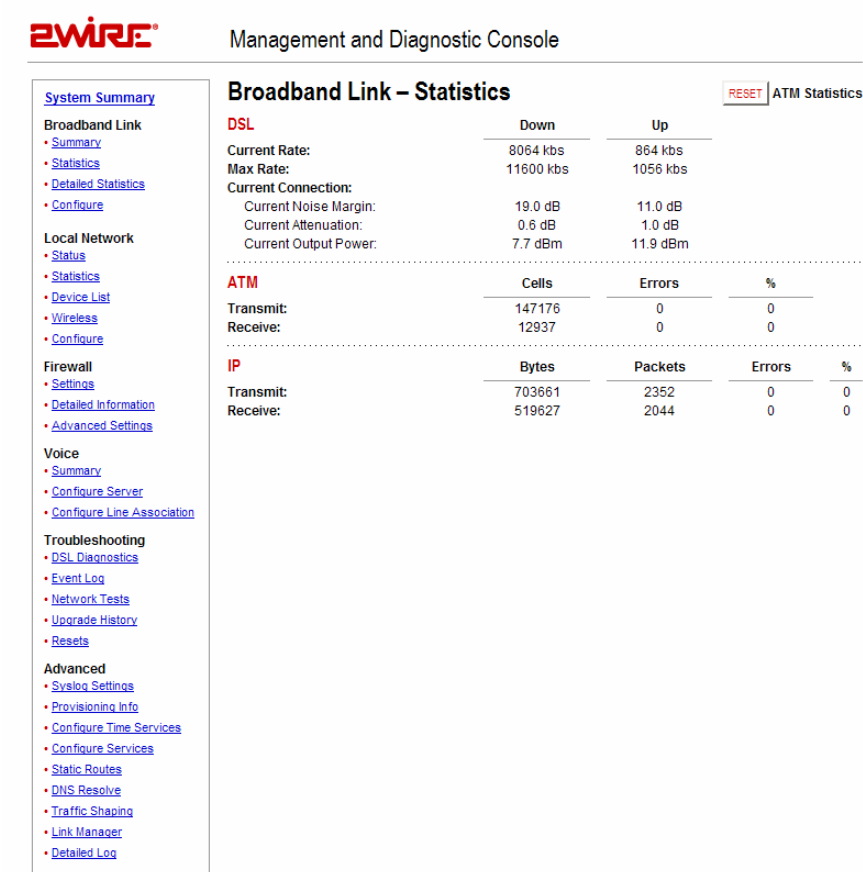 2WIRE®
Management and Diagnostic Console
System Summary
Broadband Link
• Summary
• Statistics
• Detailed Statistics
• Configure
Local Network
• Status
• Statistics
• Device List
• Wireless
• Configure
Firewall
• Settings
• Detailed Information
• Advanced Settings
Voice
• Summary
• Configure Server
• Configure Line Association
Troubleshooting
• DSL Diagnostics
• Event Log
• Network Tests
• Upgrade History
• Resets
Advanced
• Syslog Settings
• Provisioning Info
• Configure Time Services
• Configure Services
• Static Routes
• DNS Resolve
• Traffic Shaping
• Link Manager
• Detailed Log
Broadband Link – Statistics
RESET ATM Statistics
DSL Down Up
Current Rate: 8064 kbs 864 kbs
Max Rate: 11600 kbs 1056 kbs
Current Connection:
Current Noise Margin: 19.0 dB 11.0 dB
Current Attenuation: 0.6 dB 1.0 dB
Current Output Power: 7.7 dBm 11.9 dBm
ATM Cells Errors %
Transmit: 147176 0 0
Receive: 12937 0 0
IP Bytes Packets Errors %
Transmit: 703661 2352 0 0
Receive: 519627 2044 0 0